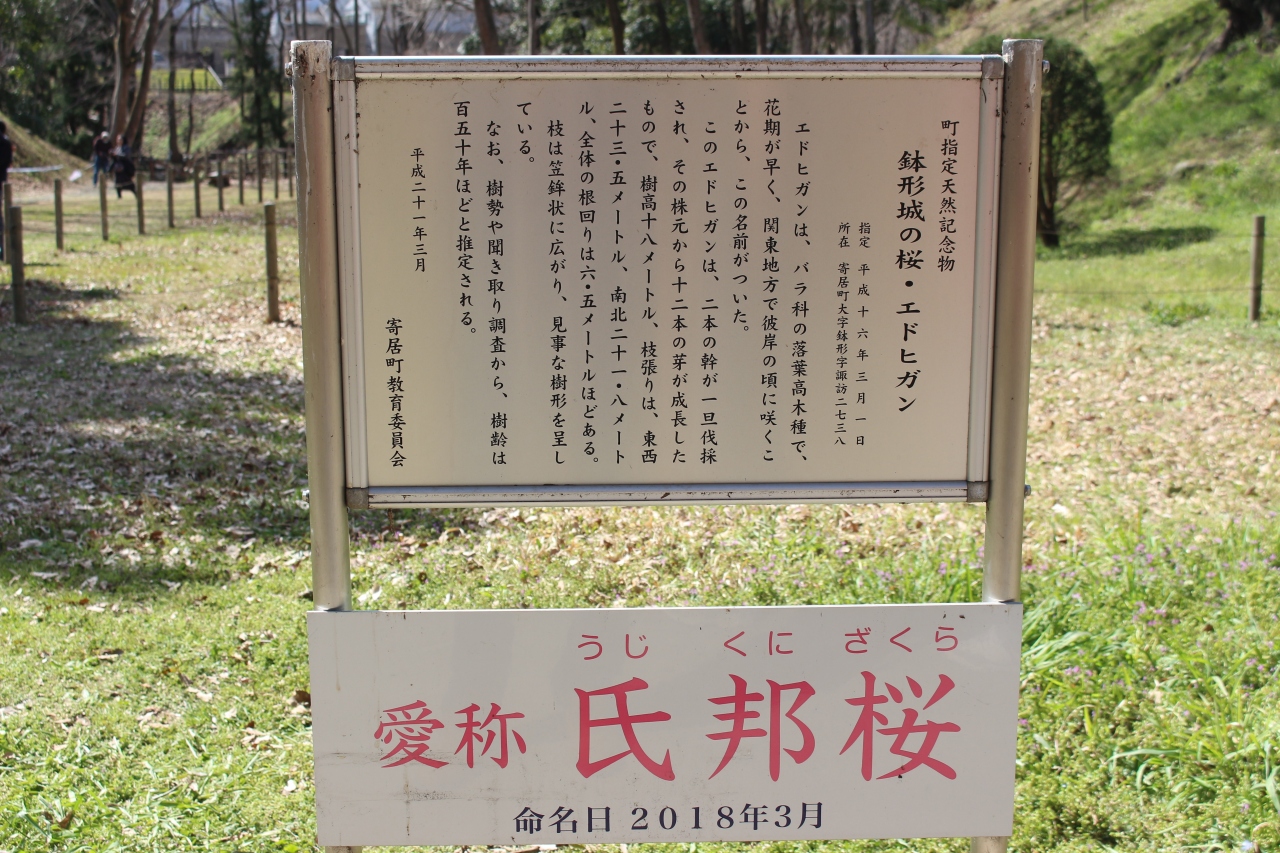 町指定天然記念物
鉢形城の桜・エドヒガン
指定　平成十六年三月一日
所在　寄居町大字鉢形字諏訪二七三八
エドヒガンは、バラ科の落葉高木種で、
花期が早く、関東地方で彼岸の頃に咲くこ
とから、この名前がついた。
このエドヒガンは、二本の幹が一旦伐採
され、その株元から十二本の芽が成長した
もので、樹高十八メートル、枝張りは、東西
二十三・五メートル、南北二十一・八メート
ル、全体の根回りは六・五メートルほどある。
枝は笠鉾状に広がり、見事な樹形を呈し
ている。
なお、樹勢や聞き取り調査から、樹齢は
百五十年ほどと推定される。
平成二十一年三月
寄居町教育委員会
うじ　くに　ざくら
愛称 氏邦桜
命名日 2018年3月